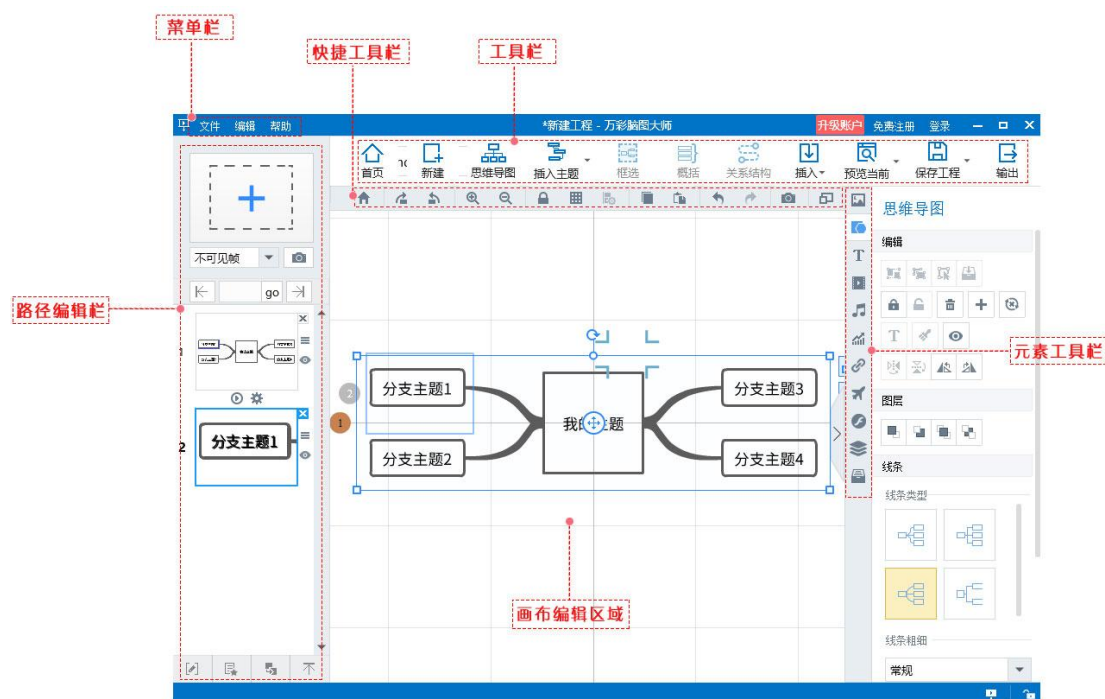 菜单栏
快捷工具栏
工具栏
文件 编辑 帮助
*新建工程 - 万彩脑图大师
升级账户 免费注册 登录
首页 新建 思维导图 插入主题 框选 概括 关系结构 插入 预览当前 保存工程 输出
思维导图
编辑
不可见帧
go
路径编辑栏
元素工具栏
分支主题1
分支主题3
2
1
我的主题
分支主题2
分支主题4
2
分支主题1
图层
线条
线条类型
画布编辑区域
线条粗细
常规